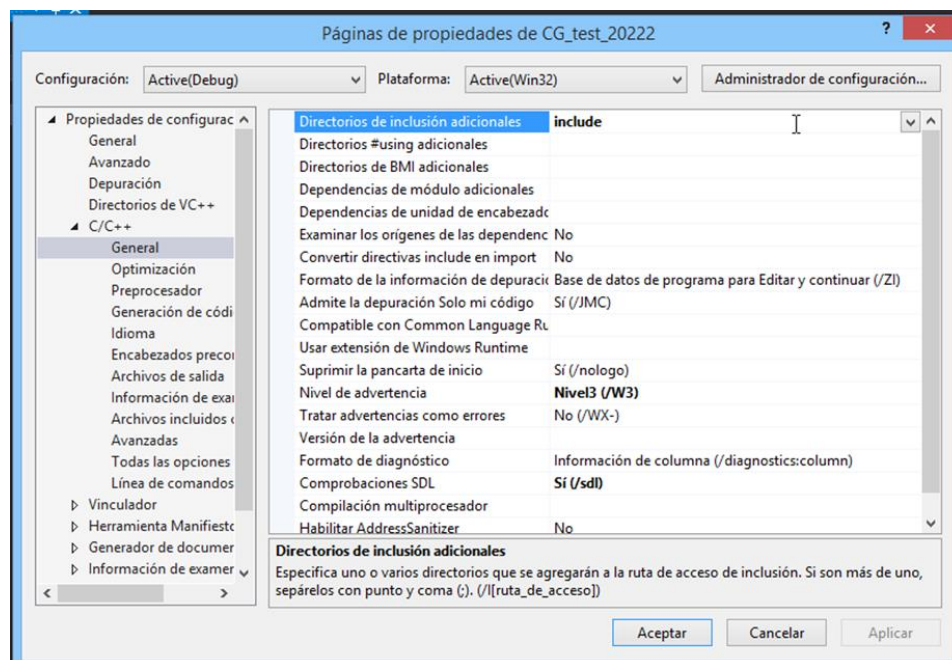 Páginas de propiedades de CG_test_20222
?
Configuración: Active(Debug) Plataforma: Active(Win32) Administrador de configuración...
Propiedades de configurac
General
Avanzado
Depuración
Directorios de VC++
C/C++
General
Optimización
Preprocesador
Generación de códi
Idioma
Encabezados precor
Archivos de salida
Información de exa
Archivos incluidos
Avanzadas
Todas las opciones
Línea de comandos
Vinculador
Herramienta Manifiesto
Generador de documer
Información de examer
Directorios de inclusión adicionales include
Directorios #using adicionales
Directorios de BMI adicionales
Dependencias de módulo adicionales
Dependencias de unidad de encabezado
Examinar los orígenes de las dependenc No
Convertir directivas include en import No
Formato de la información de depuració Base de datos de programa para Editar y continuar (/ZI)
Admite la depuración Solo mi código Sí (/JMC)
Compatible con Common Language Ru
Usar extensión de Windows Runtime
Suprimir la pancarta de inicio Sí (/nologo)
Nivel de advertencia Nivel3 (/W3)
Tratar advertencias como errores No (/WX-)
Versión de la advertencia
Formato de diagnóstico Información de columna (/diagnostics:column)
Comprobaciones SDL Sí (/sdl)
Compilación multiprocesador
Habilitar AddressSanitizer No
Directorios de inclusión adicionales
Especifica uno o varios directorios que se agregarán a la ruta de acceso de inclusión. Si son más de uno,
sepárelos con punto y coma (;). (/I[ruta_de_acceso])
Aceptar Cancelar Aplicar